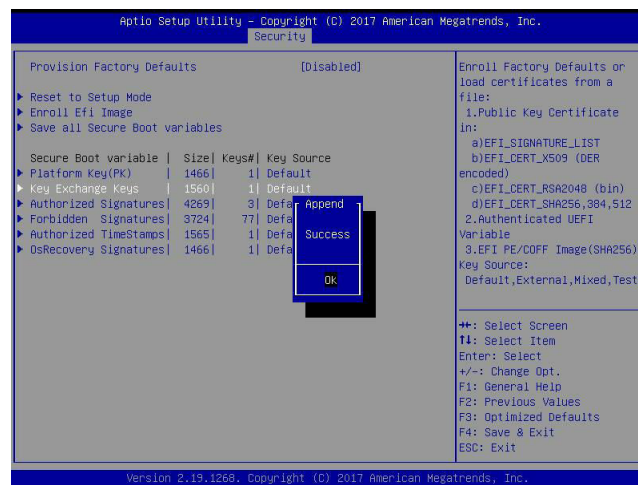 Aptio Setup Utility – Copyright (C) 2017 American Megatrends, Inc.
Security
Provision Factory Defaults [Disabled]
Reset to Setup Mode
Enroll Efi Image
Save all Secure Boot variables
Secure Boot variable | Size| Keys#| Key Source
Platform Key(PK) | 1466| 1| Default
Key Exchange Keys | 1560| 1| Default
Authorized Signatures| 4269| 3| Defa
Forbidden Signatures| 3724| 77| Defa
Authorized TimeStamps| 1565| 1| Defa
OsRecovery Signatures| 1466| 1| Defa
Append
Success
Ok
Enroll Factory Defaults or
load certificates from a
file:
1.Public Key Certificate
in:
a)EFI_SIGNATURE_LIST
b)EFI_CERT_X509 (DER
encoded)
c)EFI_CERT_RSA2048 (bin)
d)EFI_CERT_SHA256,384,512
2.Authenticated UEFI
Variable
3.EFI PE/COFF Image(SHA256)
Key Source:
Default,External,Mixed,Test
→←: Select Screen
↑↓: Select Item
Enter: Select
+/-: Change Opt.
F1: General Help
F2: Previous Values
F3: Optimized Defaults
F4: Save & Exit
ESC: Exit
Version 2.19.1268. Copyright (C) 2017 American Megatrends, Inc.